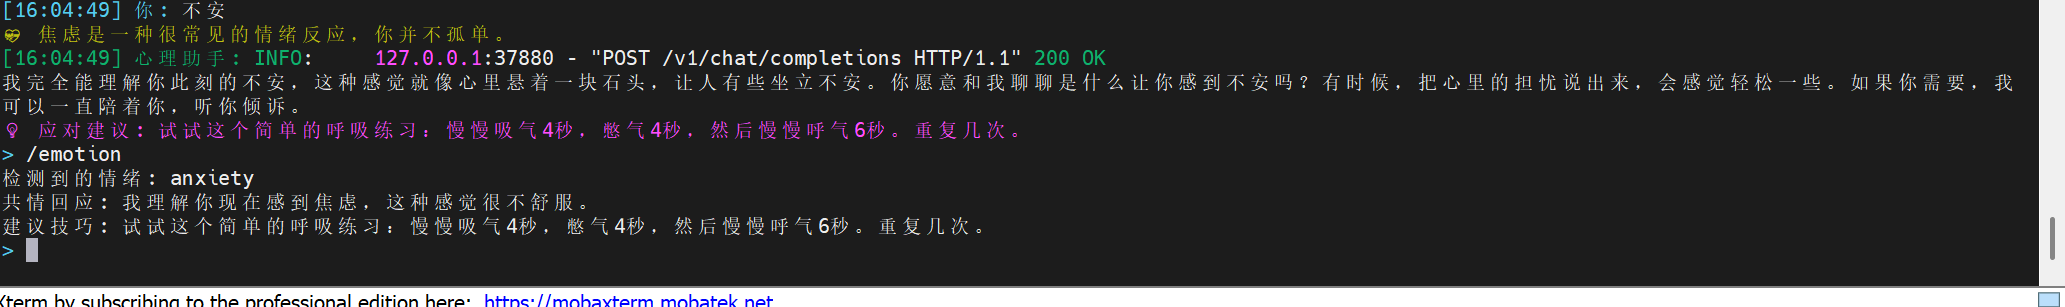 [16:04:49] 你: 不安
💝 焦虑是一种很常见的情绪反应，你并不孤单。
[16:04:49] 心理助手: INFO:     127.0.0.1:37880 - "POST /v1/chat/completions HTTP/1.1" 200 OK
我完全能理解你此刻的不安，这种感觉就像心里悬着一块石头，让人有些坐立不安。你愿意和我聊聊是什么让你感到不安吗？有时候，把心里的担忧说出来，会感觉轻松一些。如果你需要，我
可以一直陪着你，听你倾诉。
💡 应对建议: 试试这个简单的呼吸练习：慢慢吸气4秒，憋气4秒，然后慢慢呼气6秒。重复几次。
> /emotion
检测到的情绪: anxiety
共情回应: 我理解你现在感到焦虑，这种感觉很不舒服。
建议技巧: 试试这个简单的呼吸练习：慢慢吸气4秒，憋气4秒，然后慢慢呼气6秒。重复几次。
>
Xterm by subscribing to the professional edition here: https://mobaxterm.mobatek.net